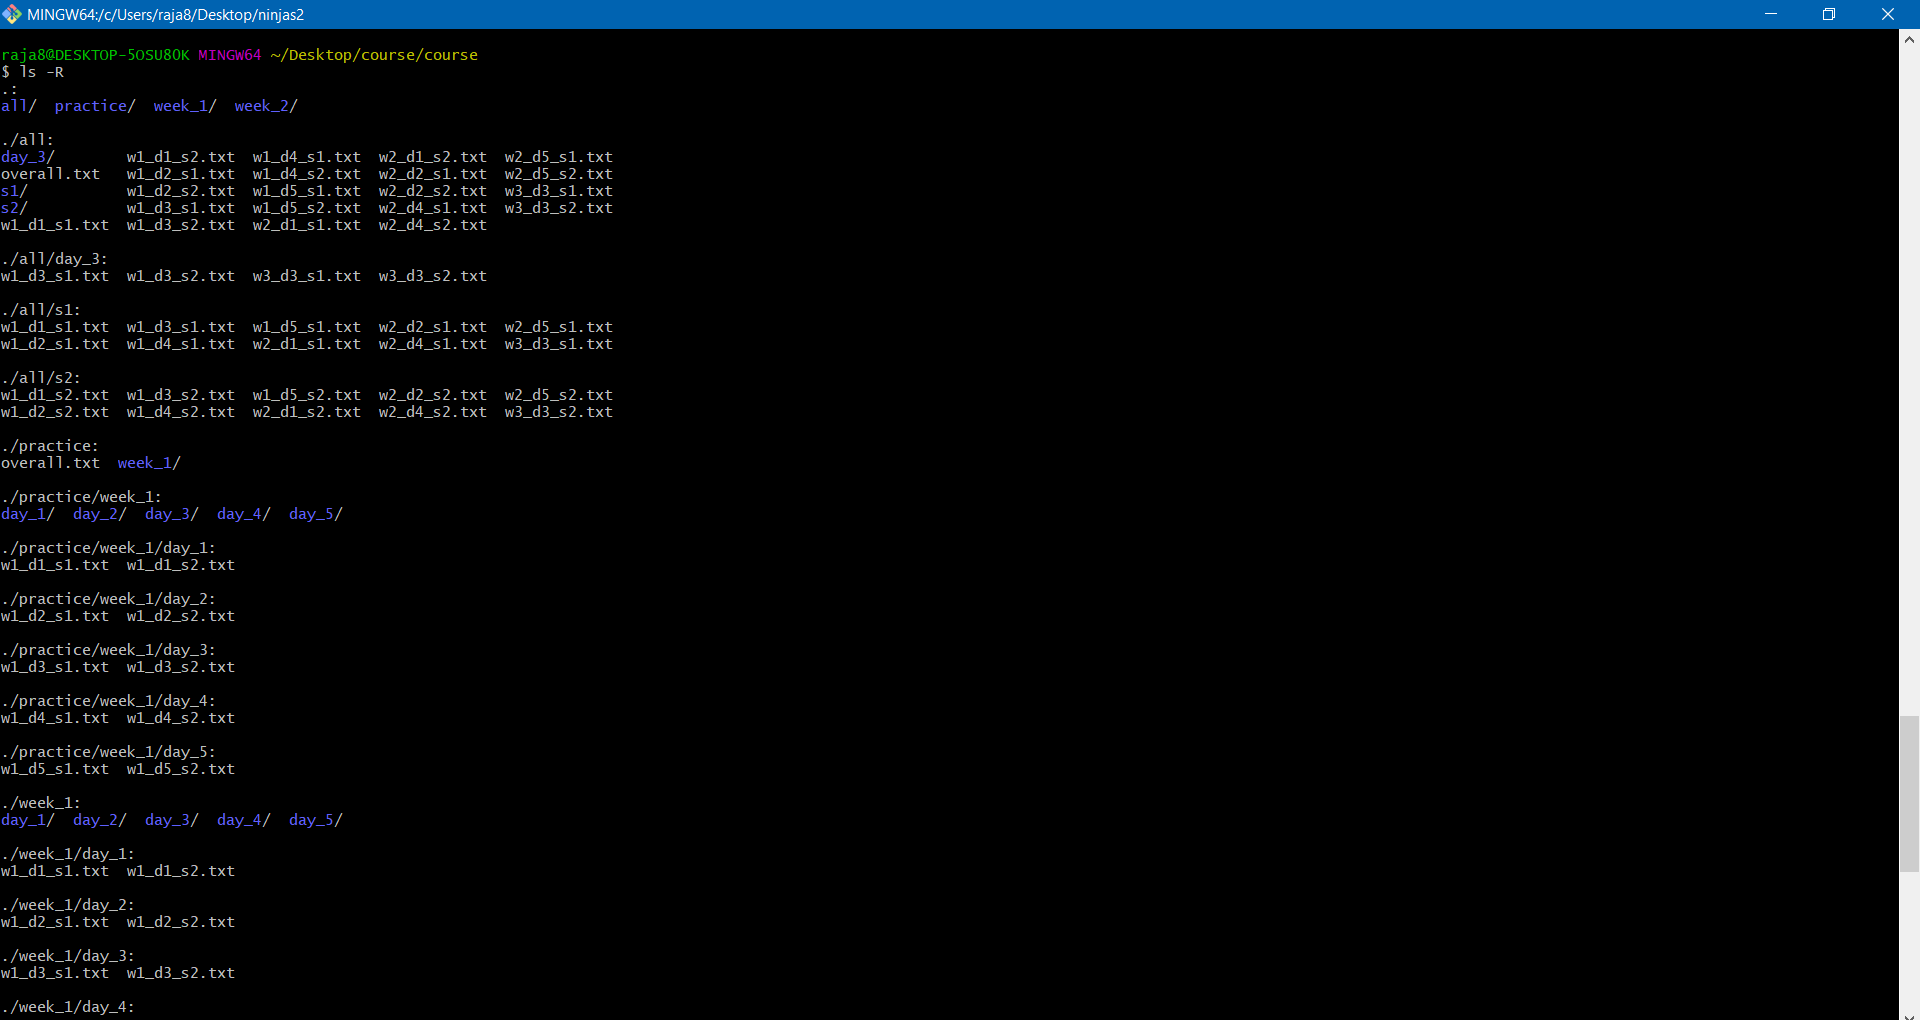 MINGW64:/c/Users/raja8/Desktop/ninjas2
raja8@DESKTOP-5OSU8OK MINGW64 ~/Desktop/course/course
$ ls -R
.:
all/  practice/  week_1/  week_2/

./all:
day_3/        w1_d1_s2.txt  w1_d4_s1.txt  w2_d1_s2.txt  w2_d5_s1.txt
overall.txt   w1_d2_s1.txt  w1_d4_s2.txt  w2_d2_s1.txt  w2_d5_s2.txt
s1/           w1_d2_s2.txt  w1_d5_s1.txt  w2_d2_s2.txt  w3_d3_s1.txt
s2/           w1_d3_s1.txt  w1_d5_s2.txt  w2_d4_s1.txt  w3_d3_s2.txt
w1_d1_s1.txt  w1_d3_s2.txt  w2_d1_s1.txt  w2_d4_s2.txt

./all/day_3:
w1_d3_s1.txt  w1_d3_s2.txt  w3_d3_s1.txt  w3_d3_s2.txt

./all/s1:
w1_d1_s1.txt  w1_d3_s1.txt  w1_d5_s1.txt  w2_d2_s1.txt  w2_d5_s1.txt
w1_d2_s1.txt  w1_d4_s1.txt  w2_d1_s1.txt  w2_d4_s1.txt  w3_d3_s1.txt

./all/s2:
w1_d1_s2.txt  w1_d3_s2.txt  w1_d5_s2.txt  w2_d2_s2.txt  w2_d5_s2.txt
w1_d2_s2.txt  w1_d4_s2.txt  w2_d1_s2.txt  w2_d4_s2.txt  w3_d3_s2.txt

./practice:
overall.txt  week_1/

./practice/week_1:
day_1/  day_2/  day_3/  day_4/  day_5/

./practice/week_1/day_1:
w1_d1_s1.txt  w1_d1_s2.txt

./practice/week_1/day_2:
w1_d2_s1.txt  w1_d2_s2.txt

./practice/week_1/day_3:
w1_d3_s1.txt  w1_d3_s2.txt

./practice/week_1/day_4:
w1_d4_s1.txt  w1_d4_s2.txt

./practice/week_1/day_5:
w1_d5_s1.txt  w1_d5_s2.txt

./week_1:
day_1/  day_2/  day_3/  day_4/  day_5/

./week_1/day_1:
w1_d1_s1.txt  w1_d1_s2.txt

./week_1/day_2:
w1_d2_s1.txt  w1_d2_s2.txt

./week_1/day_3:
w1_d3_s1.txt  w1_d3_s2.txt

./week_1/day_4: